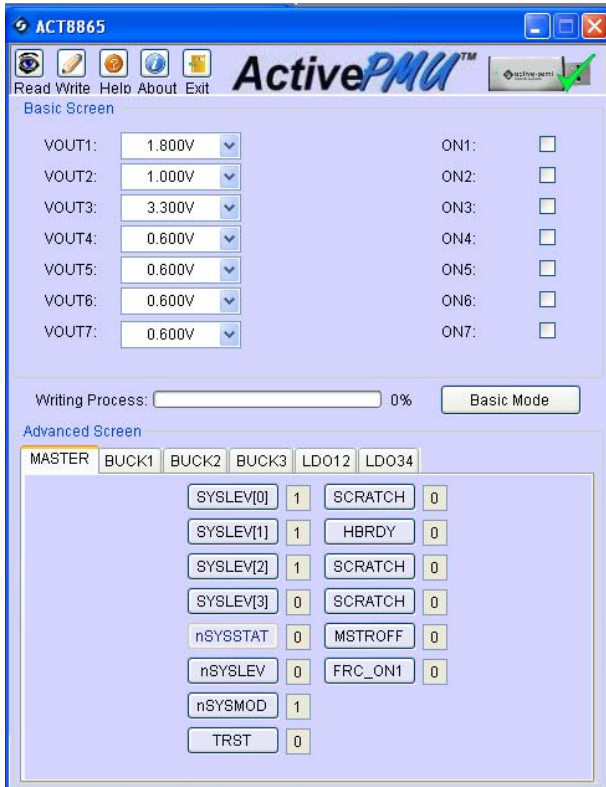 ACT8865
Read Write Help About Exit
ActivePMU™
active-semi
Basic Screen
VOUT1: 1.800V ON1:
VOUT2: 1.000V ON2:
VOUT3: 3.300V ON3:
VOUT4: 0.600V ON4:
VOUT5: 0.600V ON5:
VOUT6: 0.600V ON6:
VOUT7: 0.600V ON7:
Writing Process: 0% Basic Mode
Advanced Screen
MASTER BUCK1 BUCK2 BUCK3 LDO12 LDO34
SYSLEV[0] 1 SCRATCH 0
SYSLEV[1] 1 HBRDY 0
SYSLEV[2] 1 SCRATCH 0
SYSLEV[3] 0 SCRATCH 0
nSYSSTAT 0 MSTROFF 0
nSYSLEV 0 FRC_ON1 0
nSYSMOD 1
TRST 0